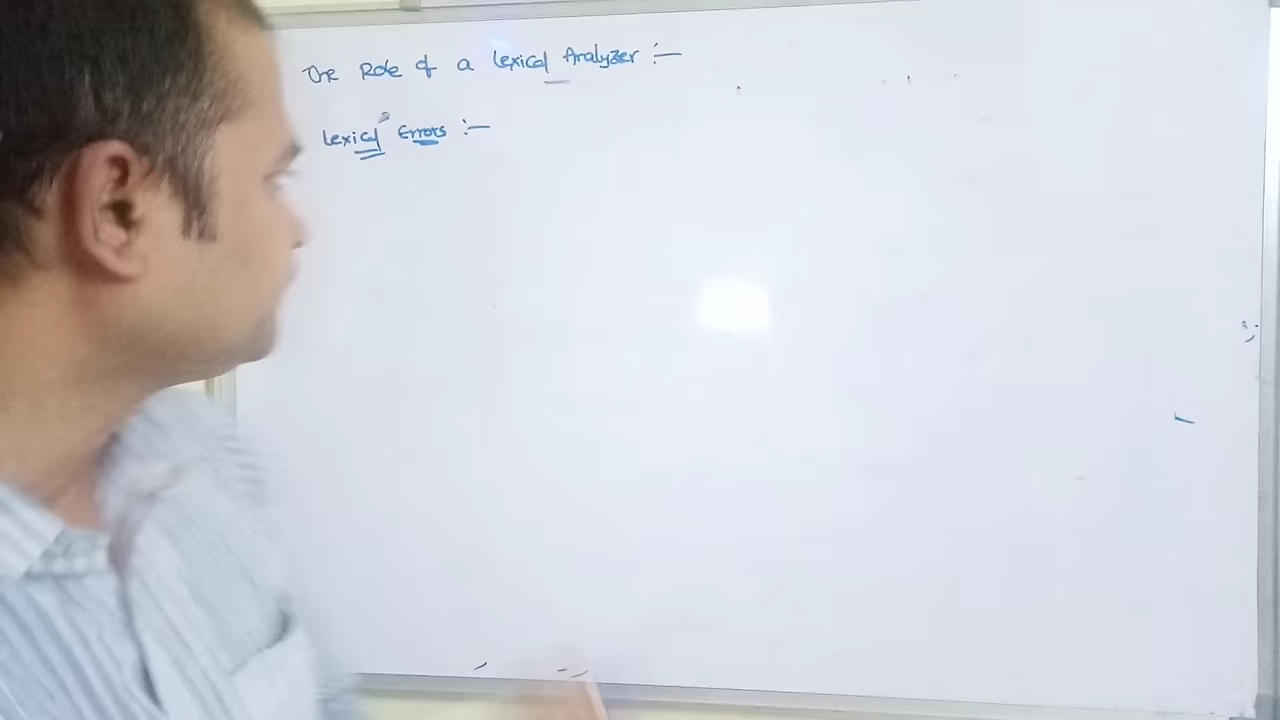 The Role of a Lexical Analyzer :-
Lexical Errors :-